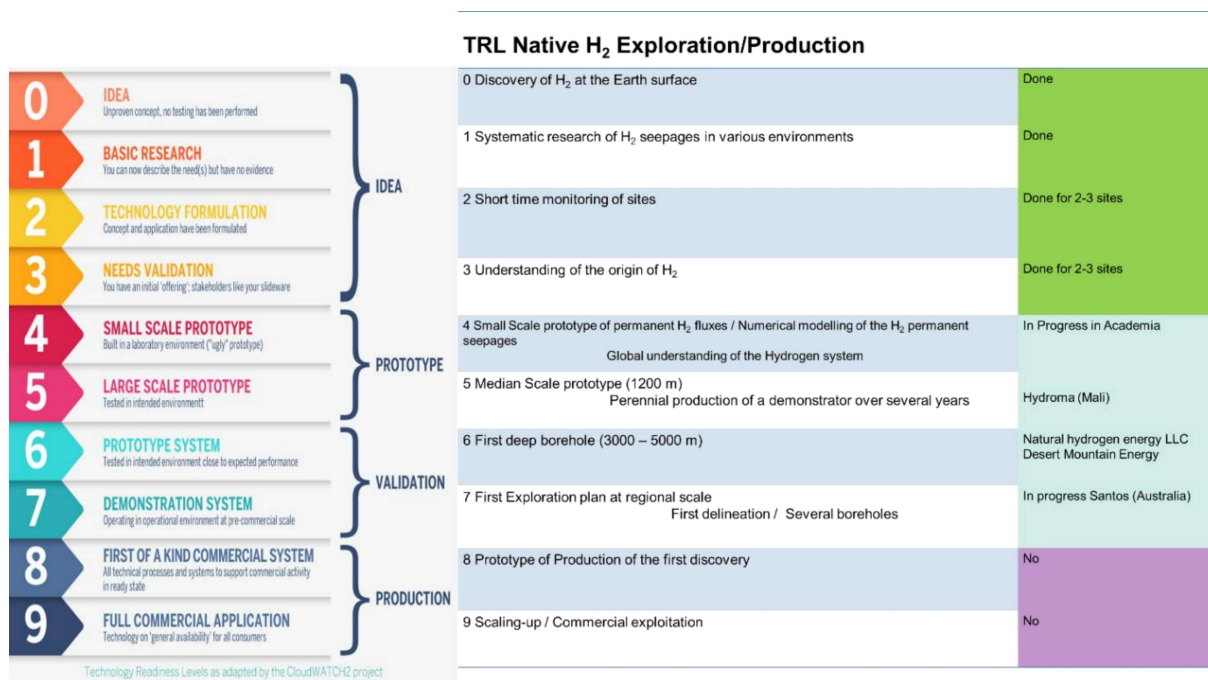 TRL Native H₂ Exploration/Production
0
IDEA
Unproven concept, no testing has been performed
1
BASIC RESEARCH
You can now describe the need(s) but have no evidence
2
TECHNOLOGY FORMULATION
Concept and application have been formulated
3
NEEDS VALIDATION
You have an initial 'offering'; stakeholders like your slideware
IDEA
4
SMALL SCALE PROTOTYPE
Built in a laboratory environment ("ugly" prototype)
5
LARGE SCALE PROTOTYPE
Tested in intended environmentt
PROTOTYPE
6
PROTOTYPE SYSTEM
Tested in intended environment close to expected performance
7
DEMONSTRATION SYSTEM
Operating in operational environment at pre-commercial scale
VALIDATION
8
FIRST OF A KIND COMMERCIAL SYSTEM
All technical processes and systems to support commercial activity
in ready state
9
FULL COMMERCIAL APPLICATION
Technology on 'general availability' for all consumers
PRODUCTION
Technology Readiness Levels as adapted by the CloudWATCH2 project
0 Discovery of H₂ at the Earth surface
Done
1 Systematic research of H₂ seepages in various environments
Done
2 Short time monitoring of sites
Done for 2-3 sites
3 Understanding of the origin of H₂
Done for 2-3 sites
4 Small Scale prototype of permanent H₂ fluxes / Numerical modelling of the H₂ permanent
seepages
Global understanding of the Hydrogen system
In Progress in Academia
5 Median Scale prototype (1200 m)
Perennial production of a demonstrator over several years
Hydroma (Mali)
6 First deep borehole (3000 – 5000 m)
Natural hydrogen energy LLC
Desert Mountain Energy
7 First Exploration plan at regional scale
First delineation / Several boreholes
In progress Santos (Australia)
8 Prototype of Production of the first discovery
No
9 Scaling-up / Commercial exploitation
No